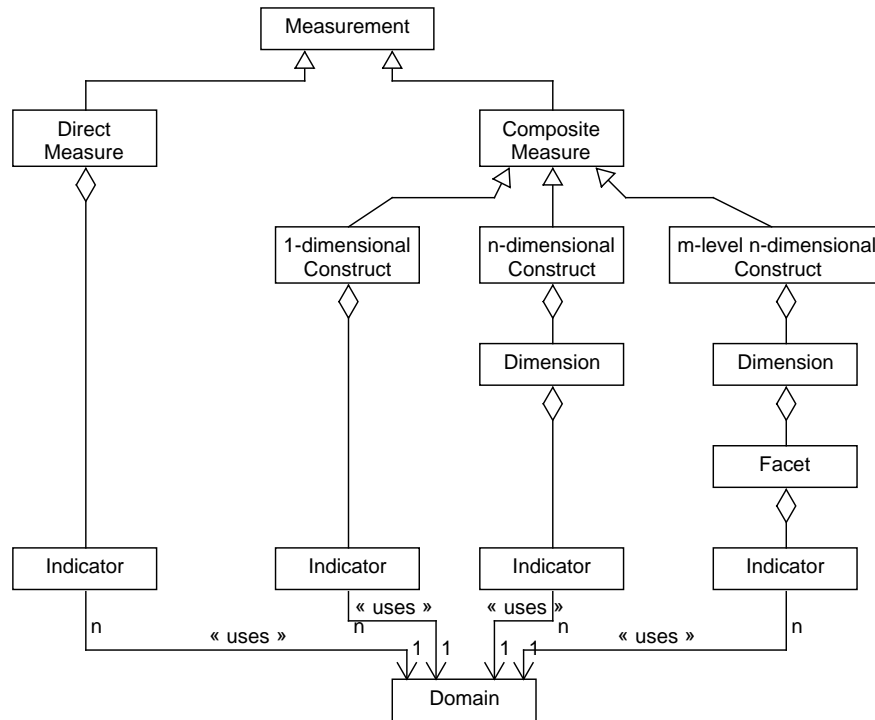 Measurement
Direct
Measure
Composite
Measure
1-dimensional
Construct
n-dimensional
Construct
m-level n-dimensional
Construct
Dimension
Dimension
Facet
Indicator
Indicator
Indicator
Indicator
n
« uses »
1
« uses »
n
1
« uses »
n
1
« uses »
n
1
Domain